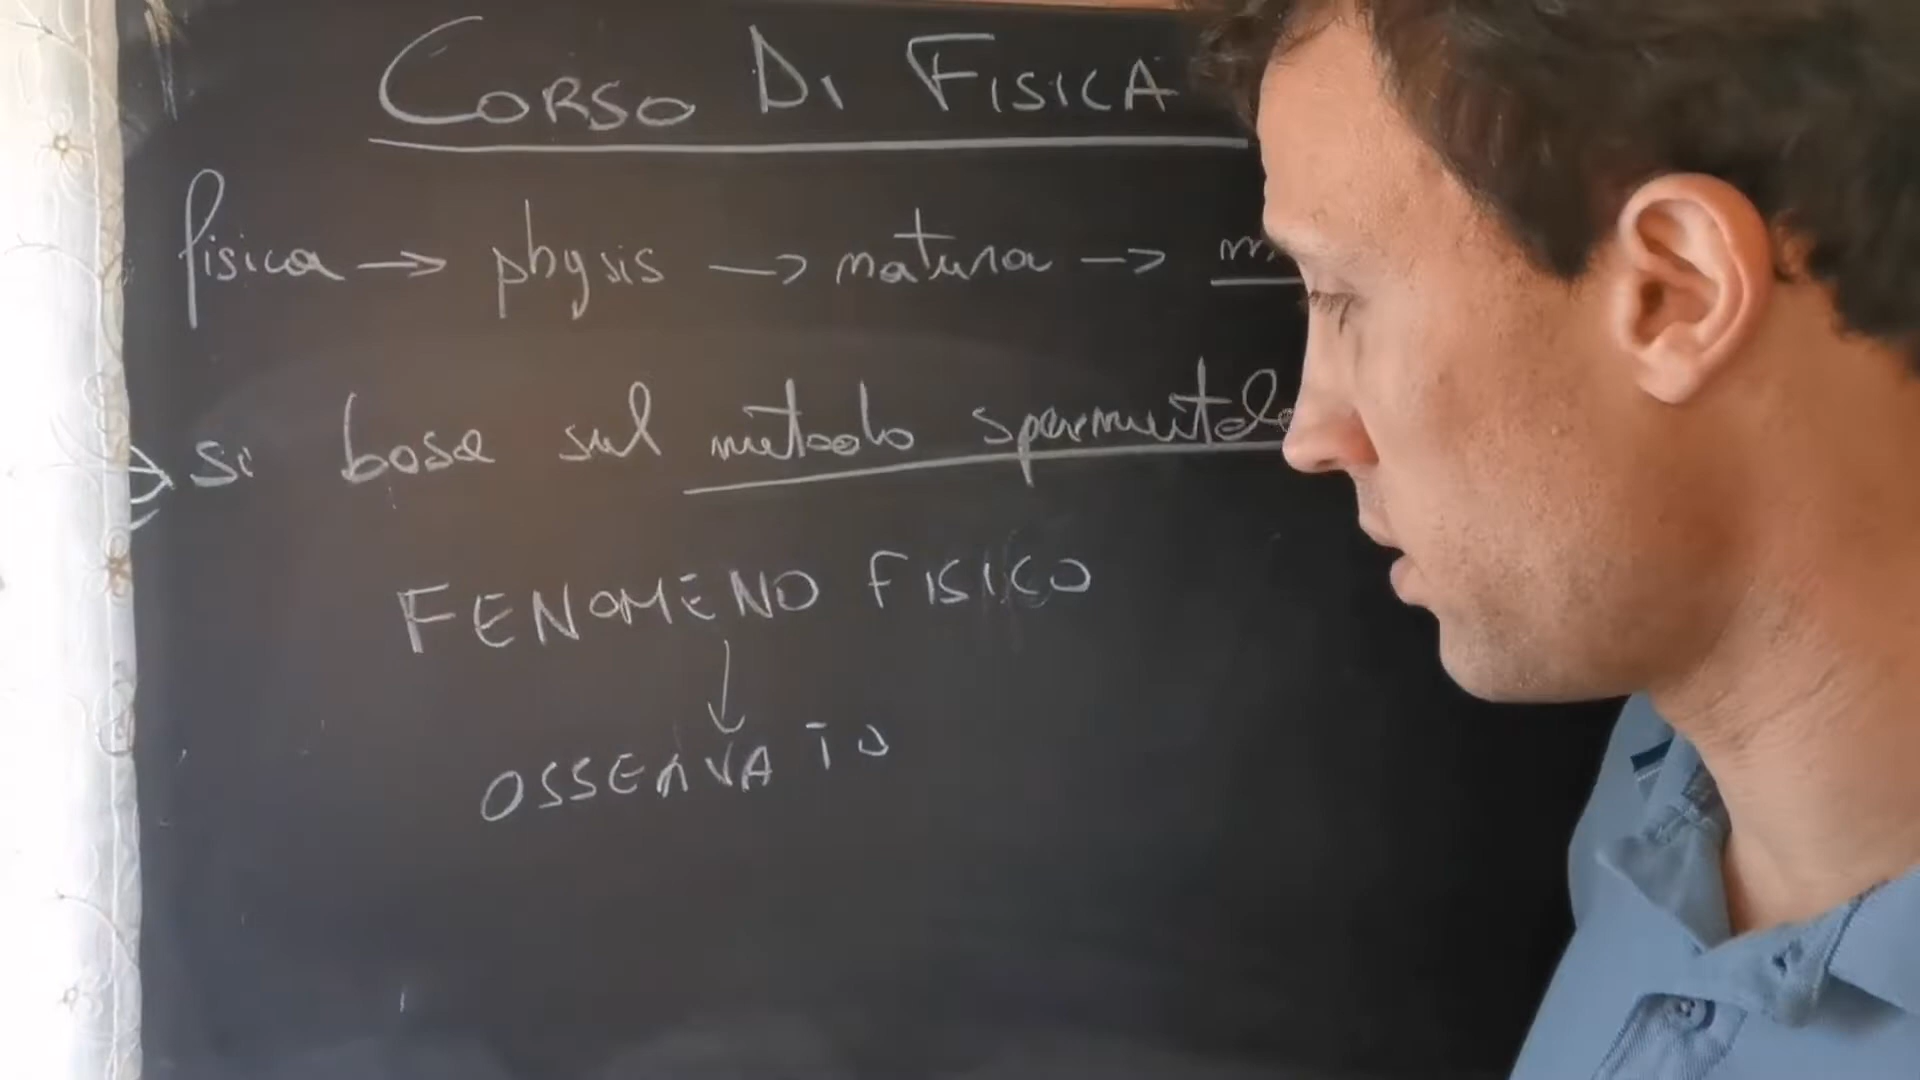 CORSO DI FISICA
fisica → physis → natura →
⇒ si basa sul metodo sperimentale
FENOMENO FISICO
↓
OSSERVATO